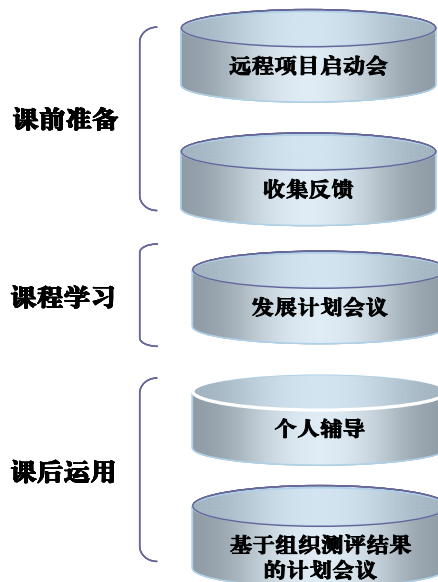 课前准备
远程项目启动会
收集反馈
课程学习
发展计划会议
课后运用
个人辅导
基于组织测评结果
的计划会议